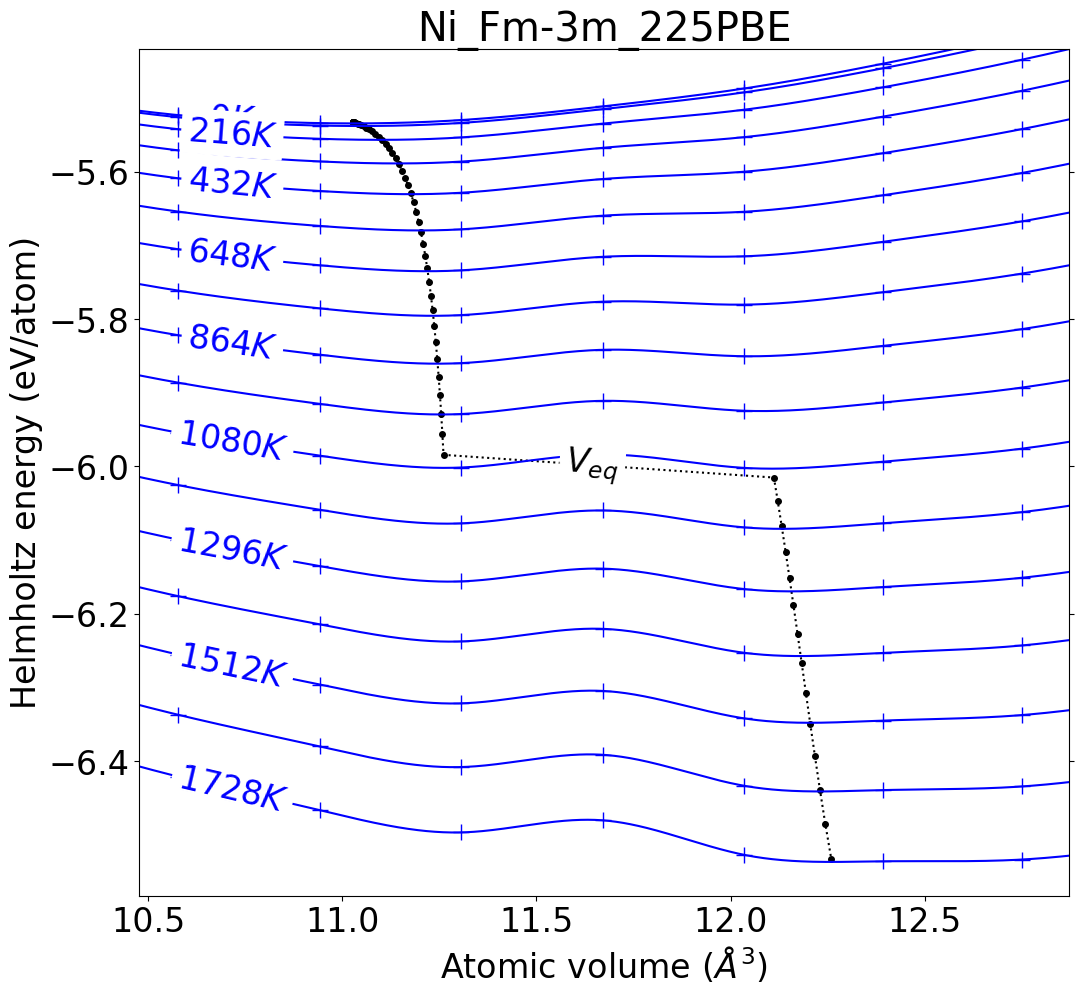 Ni_Fm-3m_225PBE
Helmholtz energy (eV/atom)
−5.6
−5.8
−6.0
−6.2
−6.4
216K
432K
648K
864K
1080K
1296K
1512K
1728K
V_eq
10.5 11.0 11.5 12.0 12.5
Atomic volume (Å³)